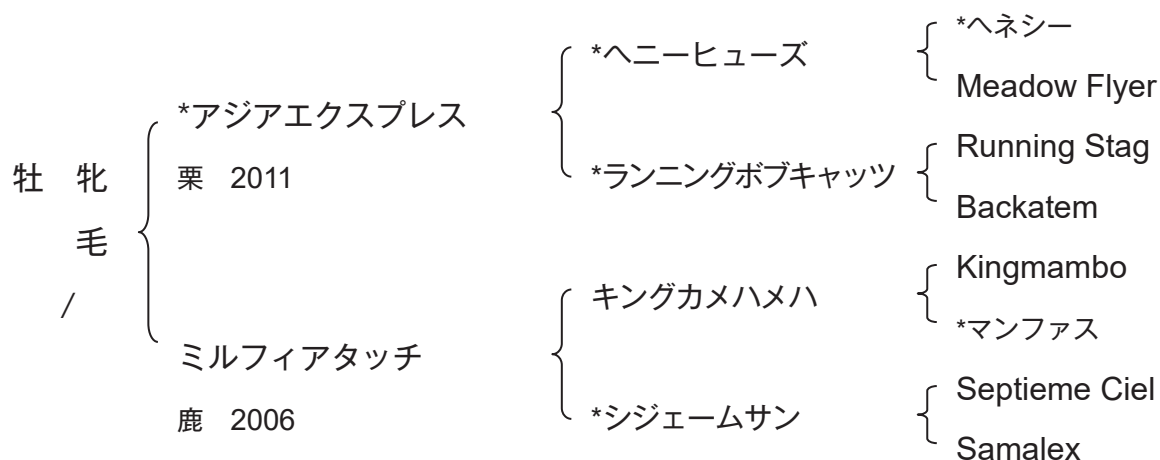 *ヘネシー
*ヘニーヒューズ
Meadow Flyer
*アジアエクスプレス
Running Stag
牡 牝
栗 2011
*ランニングボブキャッツ
Backatem
毛
Kingmambo
/
キングカメハメハ
*マンファス
ミルフィアタッチ
Septieme Ciel
鹿 2006
*シジェームサン
Samalex